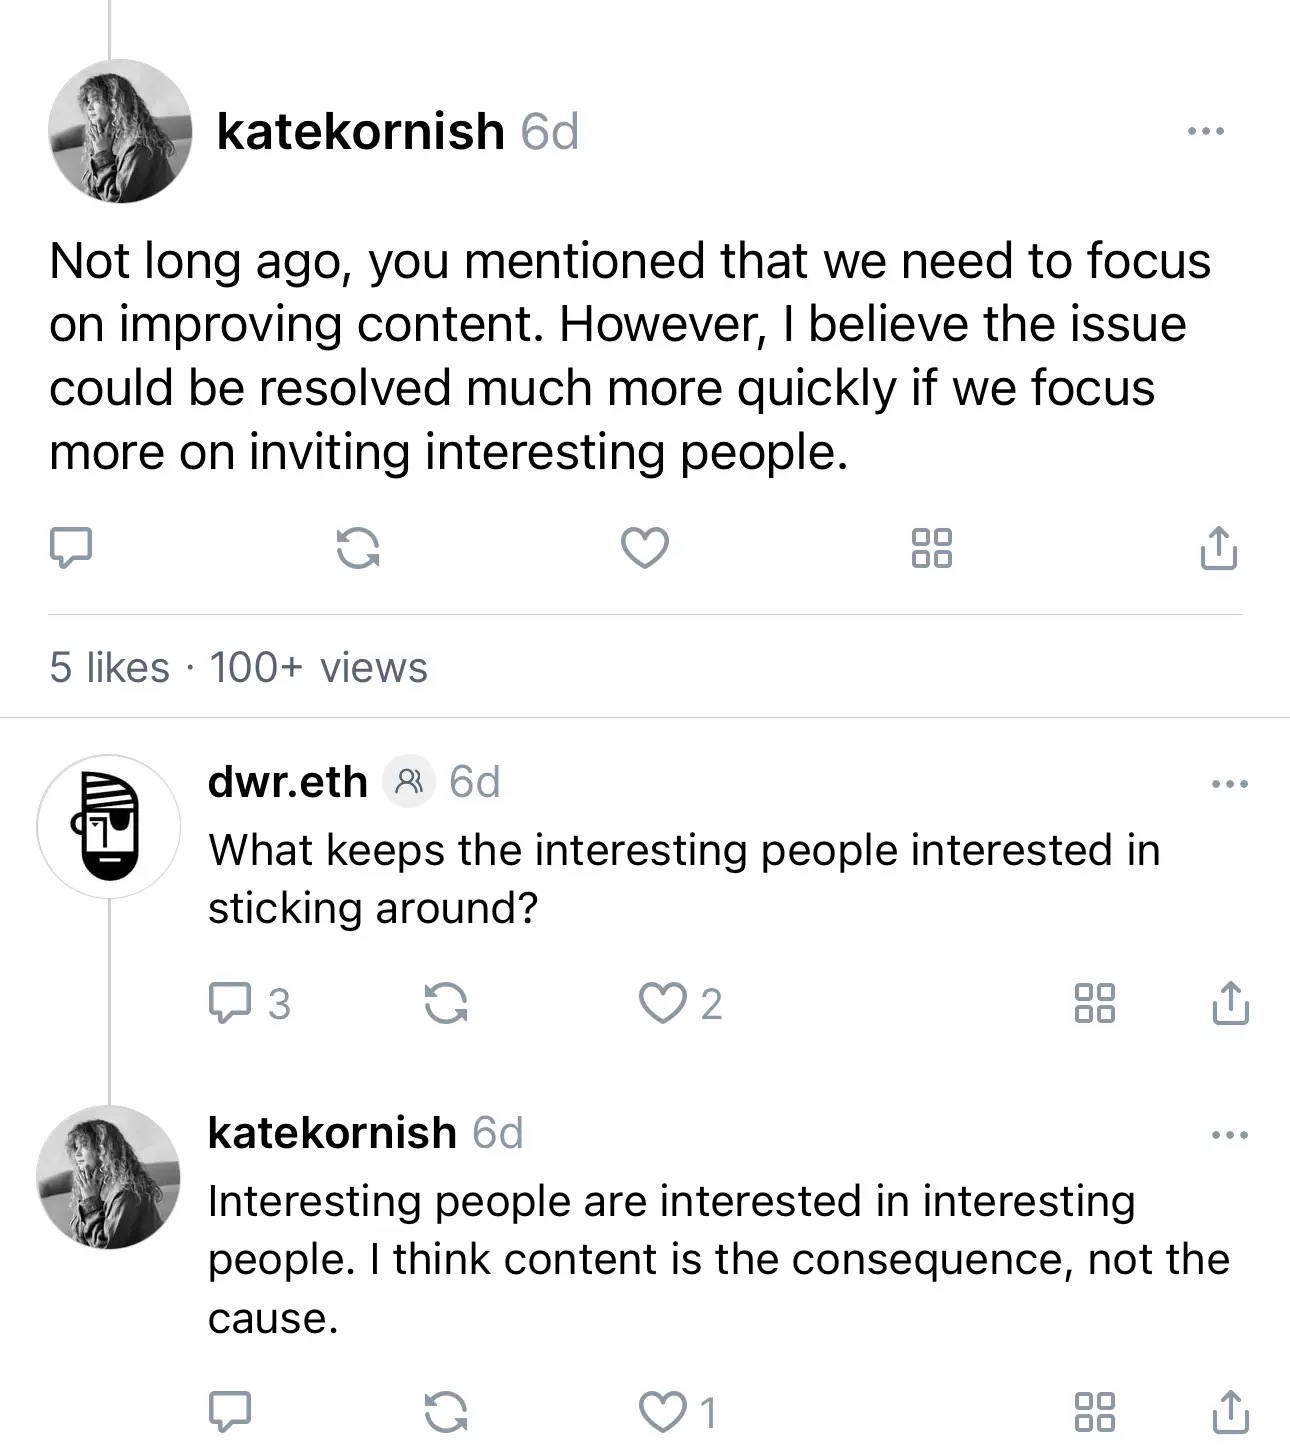 katekornish 6d
Not long ago, you mentioned that we need to focus
on improving content. However, I believe the issue
could be resolved much more quickly if we focus
more on inviting interesting people.
5 likes · 100+ views
dwr.eth 6d
What keeps the interesting people interested in
sticking around?
3 2
katekornish 6d
Interesting people are interested in interesting
people. I think content is the consequence, not the
cause.
1